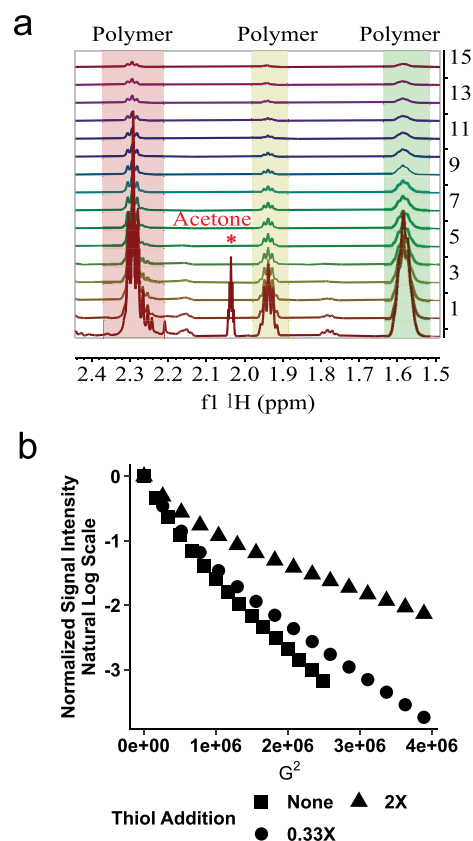 a
Polymer Polymer Polymer
15
13
11
9
7
Acetone
*
5
3
1
2.4 2.3 2.2 2.1 2.0 1.9 1.8 1.7 1.6 1.5
f1 ¹H (ppm)
b
Normalized Signal Intensity
Natural Log Scale
0
-1
-2
-3
0e+00 1e+06 2e+06 3e+06 4e+06
G²
Thiol Addition None 2X
0.33X